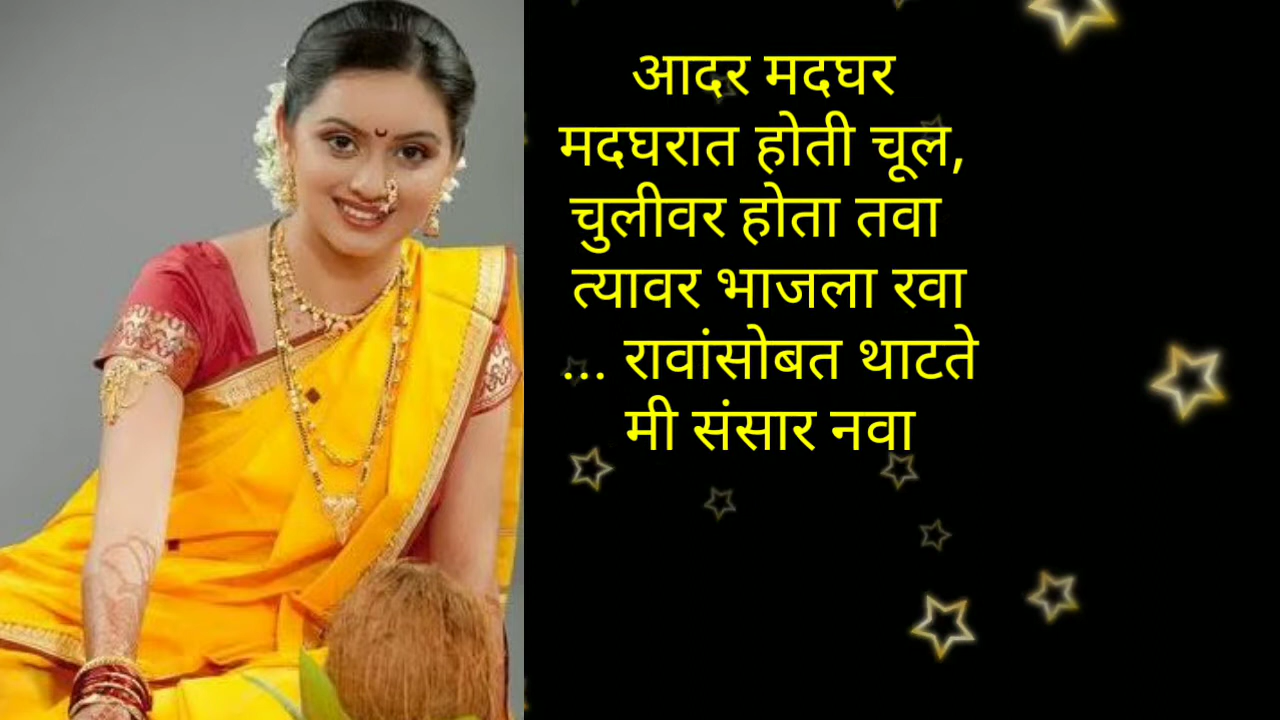 आदर मदघर
मदघरात होती चूल,
चुलीवर होता तवा
त्यावर भाजला रवा
... रावांसोबत थाटते
मी संसार नवा